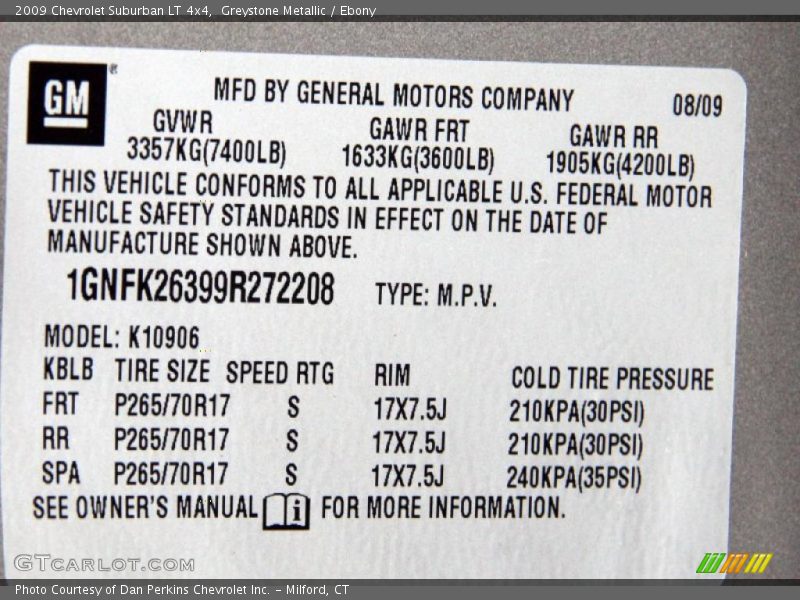 2009 Chevrolet Suburban LT 4x4,  Greystone Metallic / Ebony
GM®
MFD BY GENERAL MOTORS COMPANY 08/09
GVWR GAWR FRT GAWR RR
3357KG(7400LB) 1633KG(3600LB) 1905KG(4200LB)
THIS VEHICLE CONFORMS TO ALL APPLICABLE U.S. FEDERAL MOTOR
VEHICLE SAFETY STANDARDS IN EFFECT ON THE DATE OF
MANUFACTURE SHOWN ABOVE.
1GNFK26399R272208 TYPE: M.P.V.
MODEL: K10906
KBLB TIRE SIZE SPEED RTG RIM COLD TIRE PRESSURE
FRT P265/70R17 S 17X7.5J 210KPA(30PSI)
RR P265/70R17 S 17X7.5J 210KPA(30PSI)
SPA P265/70R17 S 17X7.5J 240KPA(35PSI)
SEE OWNER'S MANUAL i FOR MORE INFORMATION.
GTCARLOT.COM
Photo Courtesy of Dan Perkins Chevrolet Inc. – Milford, CT